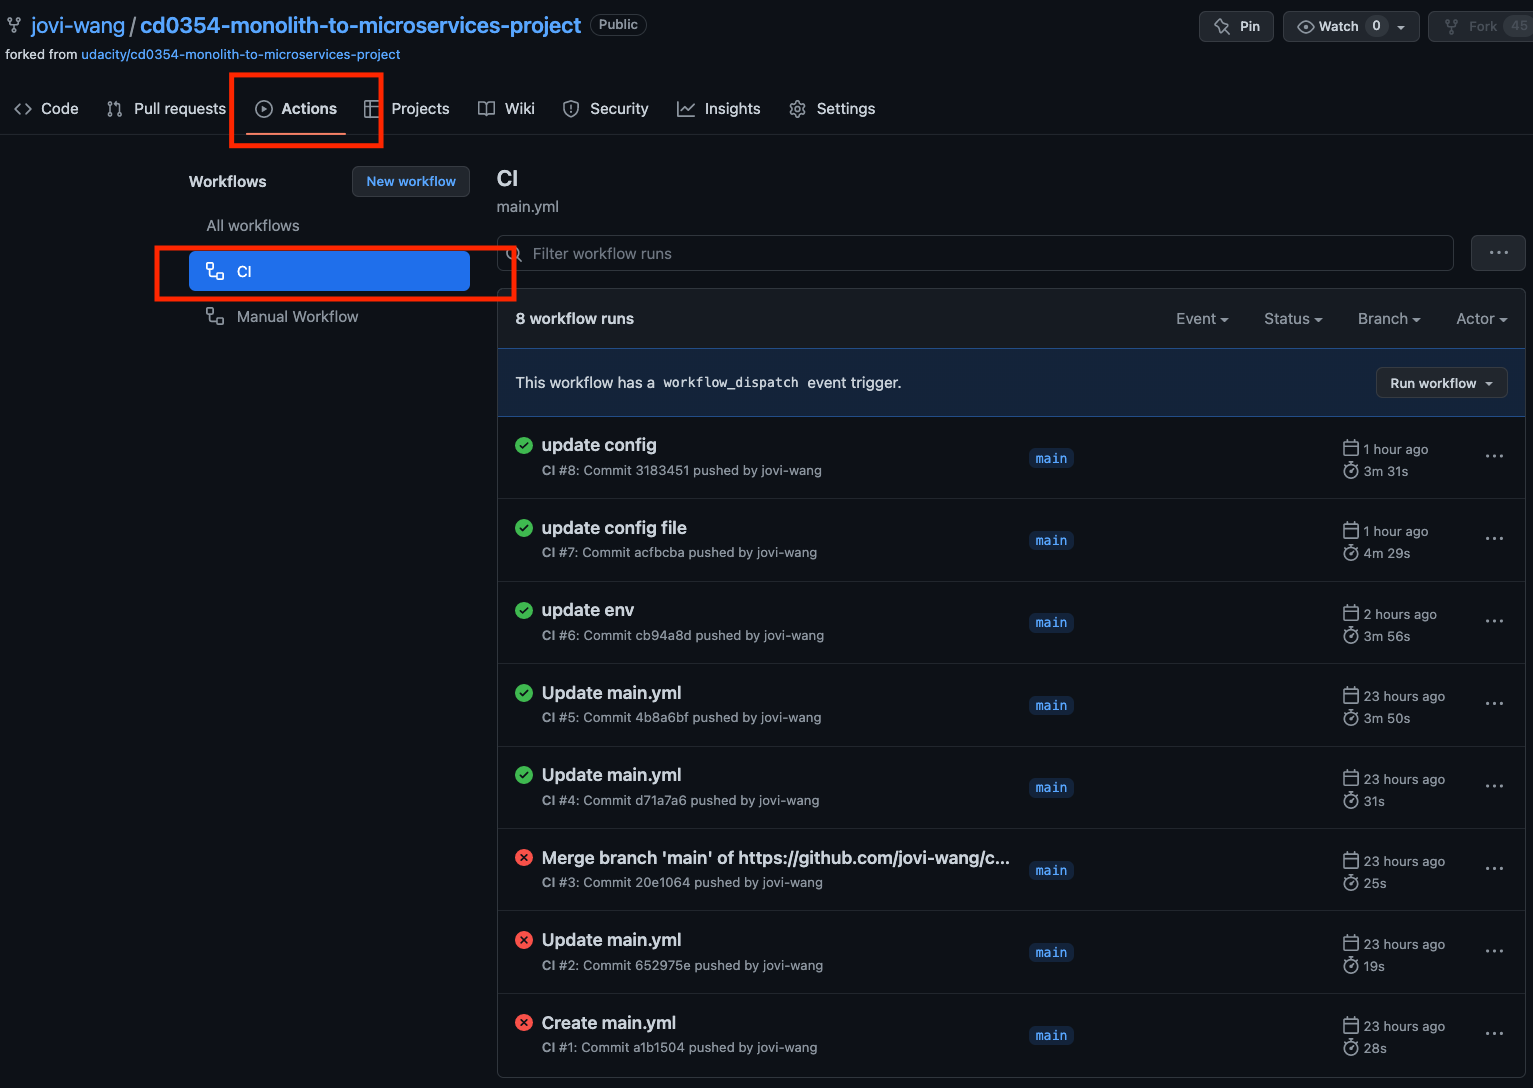 jovi-wang / cd0354-monolith-to-microservices-project Public Pin Watch 0 Fork 45
forked from udacity/cd0354-monolith-to-microservices-project
Code Pull requests Actions Projects Wiki Security Insights Settings
Workflows New workflow
All workflows
CI
Manual Workflow
CI
main.yml
Filter workflow runs
8 workflow runs Event Status Branch Actor
This workflow has a workflow_dispatch event trigger. Run workflow
update config
CI #8: Commit 3183451 pushed by jovi-wang
main
1 hour ago
3m 31s
update config file
CI #7: Commit acfbcba pushed by jovi-wang
main
1 hour ago
4m 29s
update env
CI #6: Commit cb94a8d pushed by jovi-wang
main
2 hours ago
3m 56s
Update main.yml
CI #5: Commit 4b8a6bf pushed by jovi-wang
main
23 hours ago
3m 50s
Update main.yml
CI #4: Commit d71a7a6 pushed by jovi-wang
main
23 hours ago
31s
Merge branch 'main' of https://github.com/jovi-wang/c...
CI #3: Commit 20e1064 pushed by jovi-wang
main
23 hours ago
25s
Update main.yml
CI #2: Commit 652975e pushed by jovi-wang
main
23 hours ago
19s
Create main.yml
CI #1: Commit a1b1504 pushed by jovi-wang
main
23 hours ago
28s